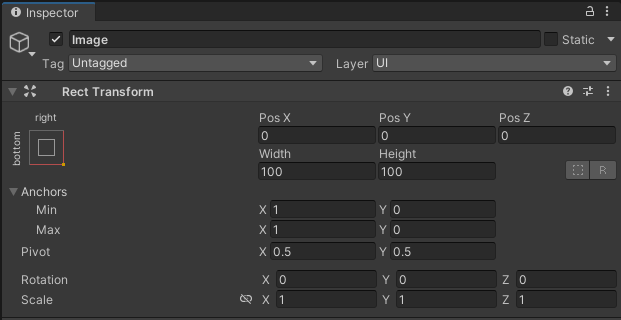 Inspector
Image Static
Tag Untagged Layer UI
Rect Transform
right Pos X Pos Y Pos Z
bottom 0 0 0
Width Height
100 100 R
Anchors
Min X 1 Y 0
Max X 1 Y 0
Pivot X 0.5 Y 0.5
Rotation X 0 Y 0 Z 0
Scale X 1 Y 1 Z 1